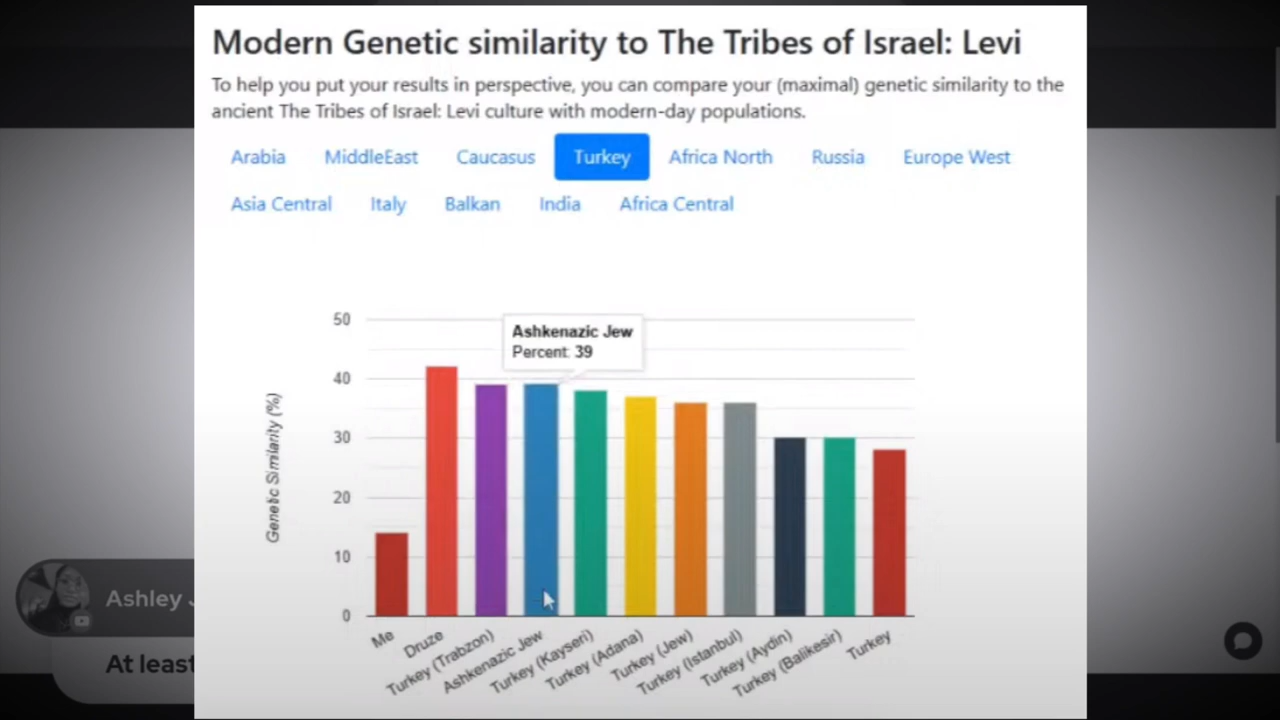 Modern Genetic similarity to The Tribes of Israel: Levi
To help you put your results in perspective, you can compare your (maximal) genetic similarity to the
ancient The Tribes of Israel: Levi culture with modern-day populations.
Arabia MiddleEast Caucasus Turkey Africa North Russia Europe West
Asia Central Italy Balkan India Africa Central
Ashkenazic Jew
Percent: 39
Genetic Similarity (%)
50
40
30
20
10
0
Me
Druze
Turkey (Trabzon)
Ashkenazic Jew
Turkey (Kayseri)
Turkey (Adana)
Turkey (Jew)
Turkey (Istanbul)
Turkey (Aydin)
Turkey (Balikesir)
Turkey
Ashley J
At least